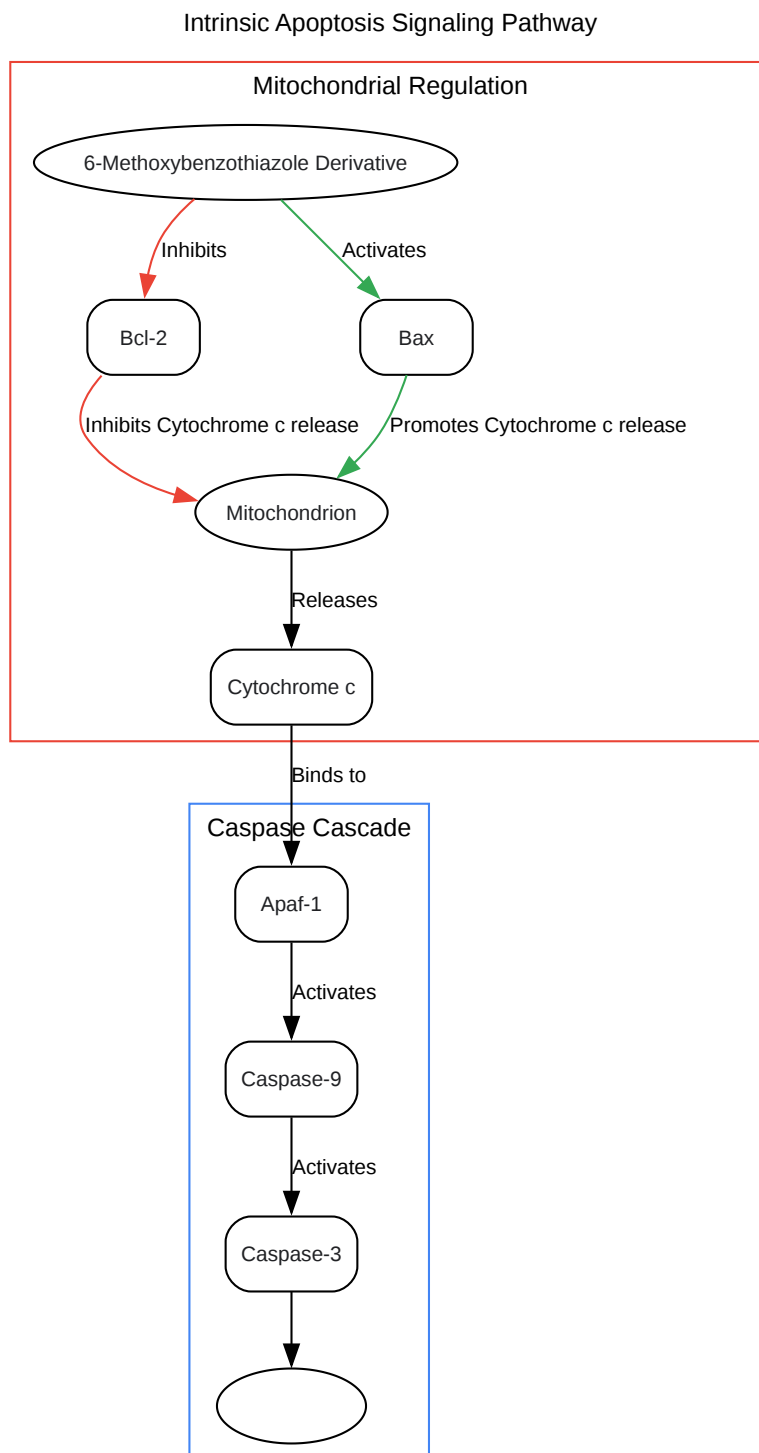 Intrinsic Apoptosis Signaling Pathway
Mitochondrial Regulation
6-Methoxybenzothiazole Derivative
Inhibits
Activates
Bcl-2
Bax
Inhibits Cytochrome c release
Promotes Cytochrome c release
Mitochondrion
Releases
Cytochrome c
Binds to
Caspase Cascade
Apaf-1
Activates
Caspase-9
Activates
Caspase-3